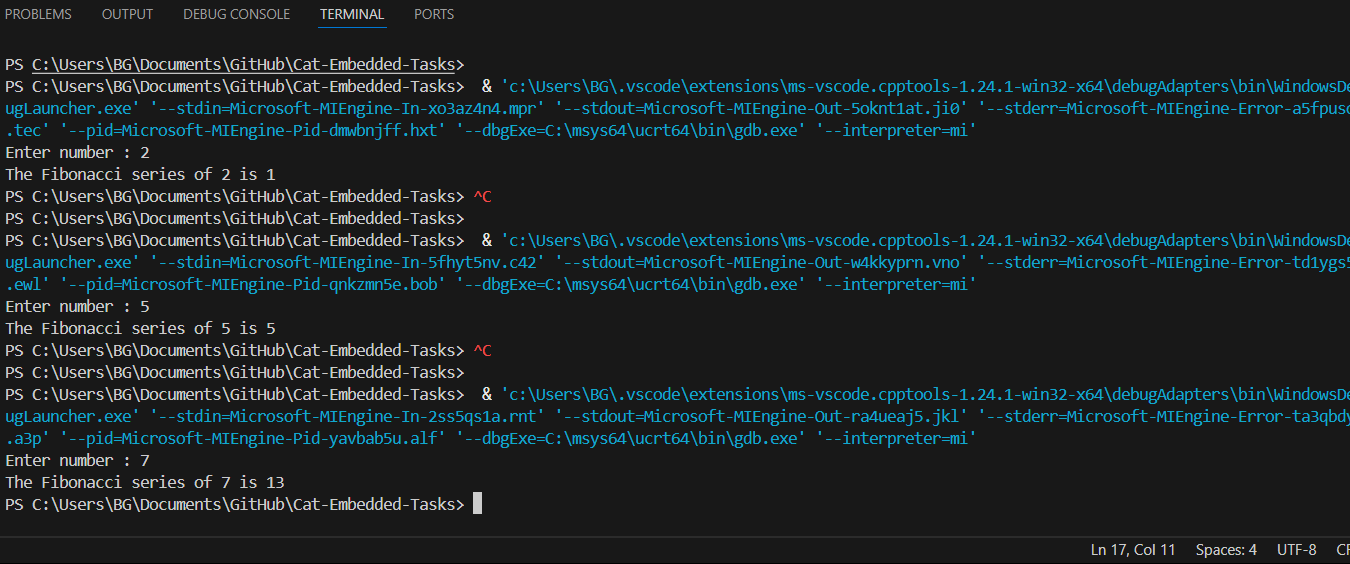 PROBLEMS OUTPUT DEBUG CONSOLE TERMINAL PORTS
PS C:\Users\BG\Documents\GitHub\Cat-Embedded-Tasks>
PS C:\Users\BG\Documents\GitHub\Cat-Embedded-Tasks>  & 'c:\Users\BG\.vscode\extensions\ms-vscode.cpptools-1.24.1-win32-x64\debugAdapters\bin\WindowsDe
ugLauncher.exe' '--stdin=Microsoft-MIEngine-In-xo3az4n4.mpr' '--stdout=Microsoft-MIEngine-Out-5oknt1at.ji0' '--stderr=Microsoft-MIEngine-Error-a5fpusc
.tec' '--pid=Microsoft-MIEngine-Pid-dmwbnjff.hxt' '--dbgExe=C:\msys64\ucrt64\bin\gdb.exe' '--interpreter=mi'
Enter number : 2
The Fibonacci series of 2 is 1
PS C:\Users\BG\Documents\GitHub\Cat-Embedded-Tasks> ^C
PS C:\Users\BG\Documents\GitHub\Cat-Embedded-Tasks>
PS C:\Users\BG\Documents\GitHub\Cat-Embedded-Tasks>  & 'c:\Users\BG\.vscode\extensions\ms-vscode.cpptools-1.24.1-win32-x64\debugAdapters\bin\WindowsDe
ugLauncher.exe' '--stdin=Microsoft-MIEngine-In-5fhyt5nv.c42' '--stdout=Microsoft-MIEngine-Out-w4kkyprn.vno' '--stderr=Microsoft-MIEngine-Error-td1ygs5
.ewl' '--pid=Microsoft-MIEngine-Pid-qnkzmn5e.bob' '--dbgExe=C:\msys64\ucrt64\bin\gdb.exe' '--interpreter=mi'
Enter number : 5
The Fibonacci series of 5 is 5
PS C:\Users\BG\Documents\GitHub\Cat-Embedded-Tasks> ^C
PS C:\Users\BG\Documents\GitHub\Cat-Embedded-Tasks>
PS C:\Users\BG\Documents\GitHub\Cat-Embedded-Tasks>  & 'c:\Users\BG\.vscode\extensions\ms-vscode.cpptools-1.24.1-win32-x64\debugAdapters\bin\WindowsDe
ugLauncher.exe' '--stdin=Microsoft-MIEngine-In-2ss5qs1a.rnt' '--stdout=Microsoft-MIEngine-Out-ra4ueaj5.jkl' '--stderr=Microsoft-MIEngine-Error-ta3qbdy
.a3p' '--pid=Microsoft-MIEngine-Pid-yavbab5u.alf' '--dbgExe=C:\msys64\ucrt64\bin\gdb.exe' '--interpreter=mi'
Enter number : 7
The Fibonacci series of 7 is 13
PS C:\Users\BG\Documents\GitHub\Cat-Embedded-Tasks>
Ln 17, Col 11 Spaces: 4 UTF-8